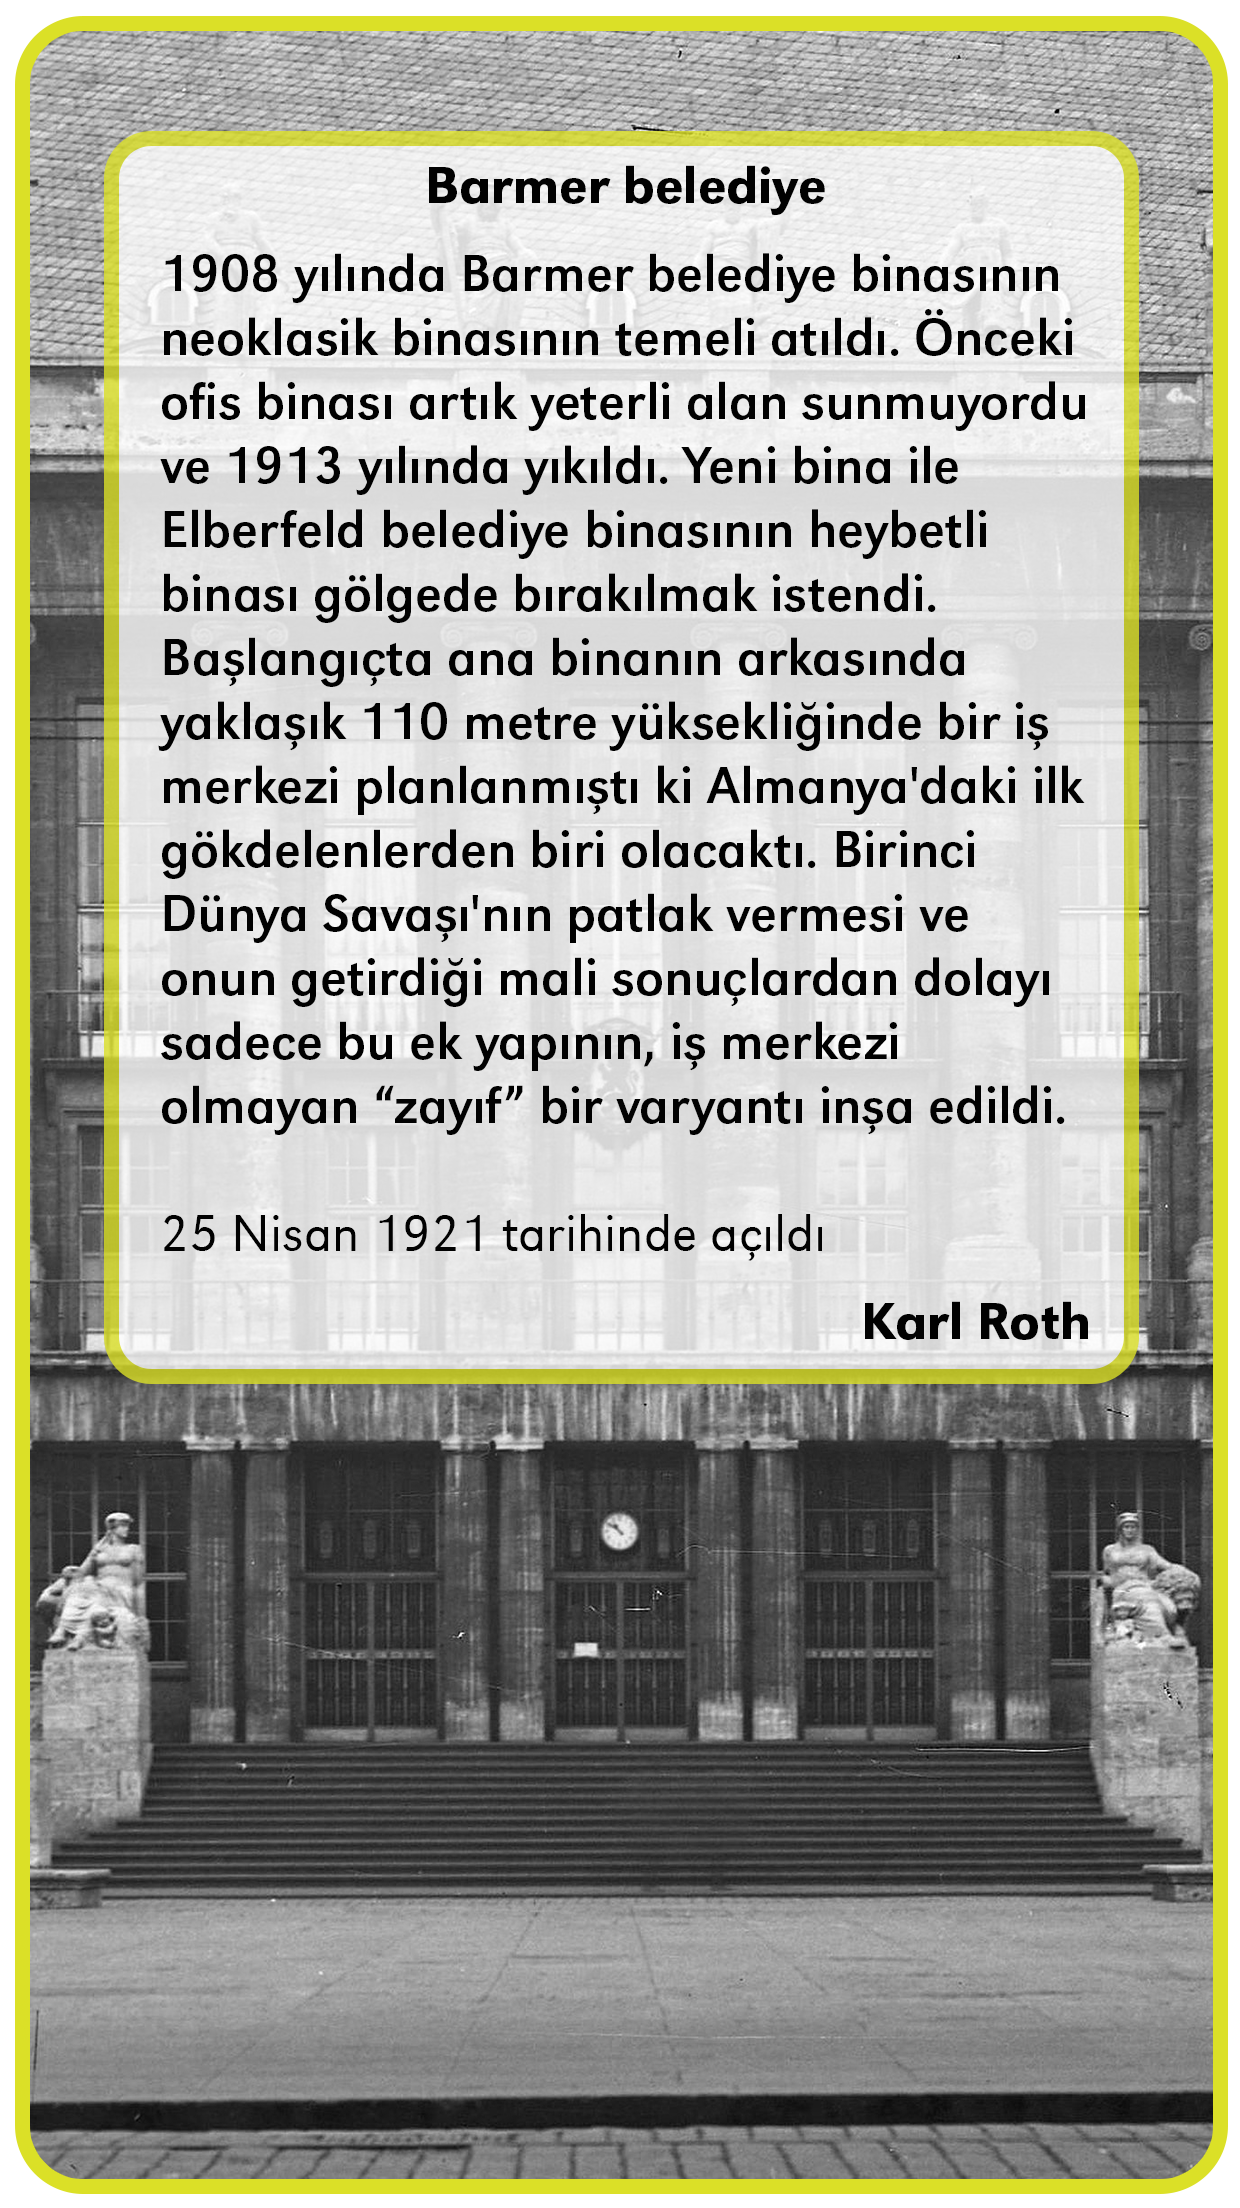 Barmer belediye
1908 yılında Barmer belediye binasının
neoklasik binasının temeli atıldı. Önceki
ofis binası artık yeterli alan sunmuyordu
ve 1913 yılında yıkıldı. Yeni bina ile
Elberfeld belediye binasının heybetli
binası gölgede bırakılmak istendi.
Başlangıçta ana binanın arkasında
yaklaşık 110 metre yüksekliğinde bir iş
merkezi planlanmıştı ki Almanya'daki ilk
gökdelenlerden biri olacaktı. Birinci
Dünya Savaşı'nın patlak vermesi ve
onun getirdiği mali sonuçlardan dolayı
sadece bu ek yapının, iş merkezi
olmayan “zayıf” bir varyantı inşa edildi.
25 Nisan 1921 tarihinde açıldı
Karl Roth